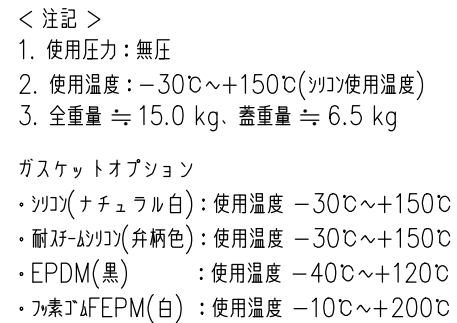 ＜注記＞
1. 使用圧力：無圧
2. 使用温度：－30℃～+150℃(ｼﾘｺﾝ使用温度)
3. 全重量 ≒ 15.0 kg、蓋重量 ≒ 6.5 kg
ガスケットオプション
・ｼﾘｺﾝ(ナチュラル白)：使用温度 －30℃～+150℃
・耐ｽﾁｰﾑｼﾘｺﾝ(弁柄色)：使用温度 －30℃～+150℃
・EPDM(黒)　　　：使用温度 －40℃～+120℃
・ﾌｯ素ｺﾞﾑFEPM(白)：使用温度 －10℃～+200℃